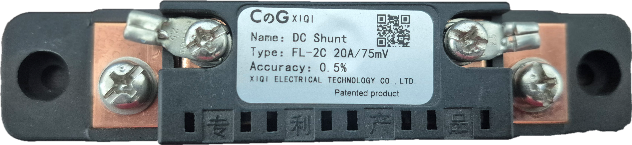 CnG XIQI
Name: DC Shunt
Type: FL-2C 20A/75mV
Accuracy: 0.5%
XIQI ELECTRICAL TECHNOLOGY CO., LTD.
Patented product
专利产品